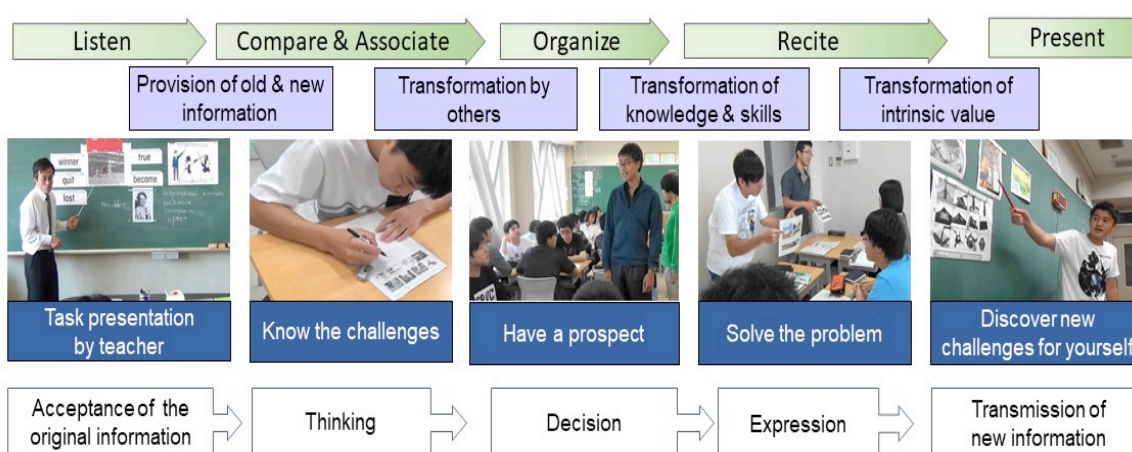 Listen
Compare & Associate
Organize
Recite
Present
Provision of old & new
information
Transformation by
others
Transformation of
knowledge & skills
Transformation of
intrinsic value
winner
quit
lost
true
become
Task presentation
by teacher
Know the challenges
Have a prospect
Solve the problem
Discover new
challenges for yourself
Acceptance of the
original information
Thinking
Decision
Expression
Transmission of
new information